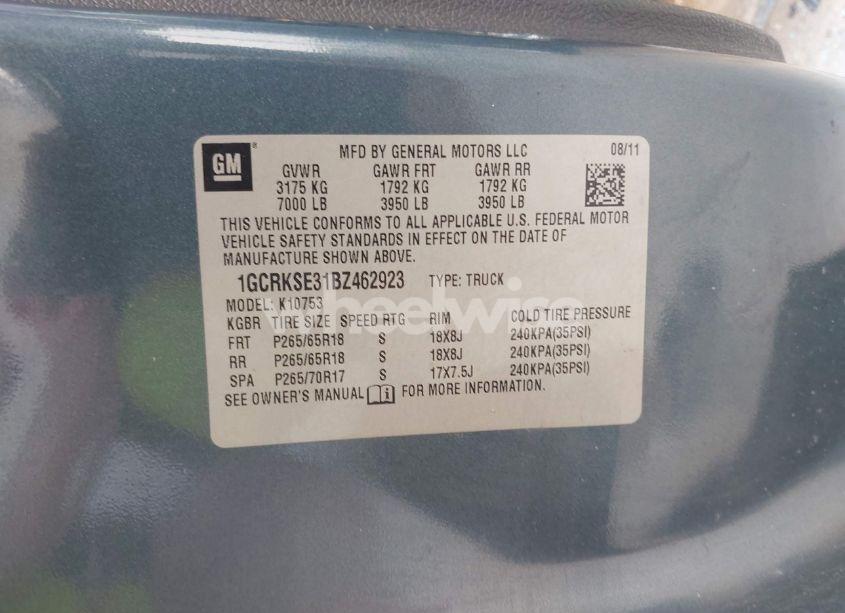 GM
MFD BY GENERAL MOTORS LLC 08/11
GVWR GAWR FRT GAWR RR
3175 KG 1792 KG 1792 KG
7000 LB 3950 LB 3950 LB
THIS VEHICLE CONFORMS TO ALL APPLICABLE U.S. FEDERAL MOTOR
VEHICLE SAFETY STANDARDS IN EFFECT ON THE DATE OF
MANUFACTURE SHOWN ABOVE.
1GCRKSE31BZ462923 TYPE: TRUCK
MODEL: K10753
KGBR TIRE SIZE SPEED RTG RIM COLD TIRE PRESSURE
FRT P265/65R18 S 18X8J 240KPA(35PSI)
RR P265/65R18 S 18X8J 240KPA(35PSI)
SPA P265/70R17 S 17X7.5J 240KPA(35PSI)
SEE OWNER'S MANUAL FOR MORE INFORMATION.
wheelwise